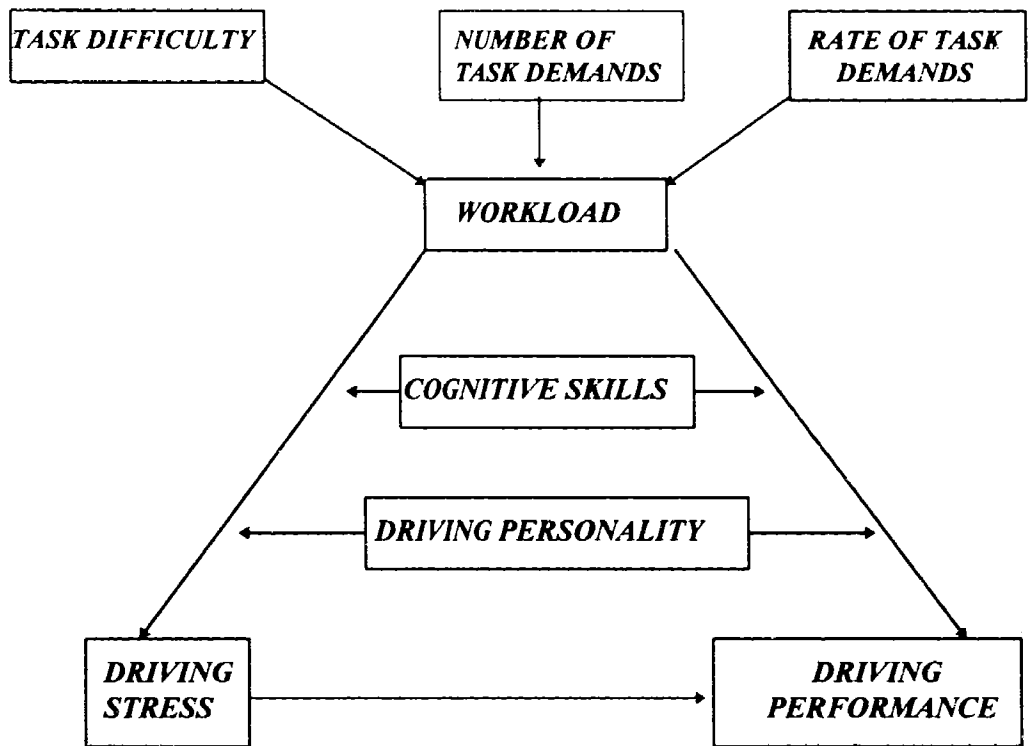 TASK DIFFICULTY
NUMBER OF
TASK DEMANDS
RATE OF TASK
DEMANDS
WORKLOAD
COGNITIVE SKILLS
DRIVING PERSONALITY
DRIVING
STRESS
DRIVING
PERFORMANCE